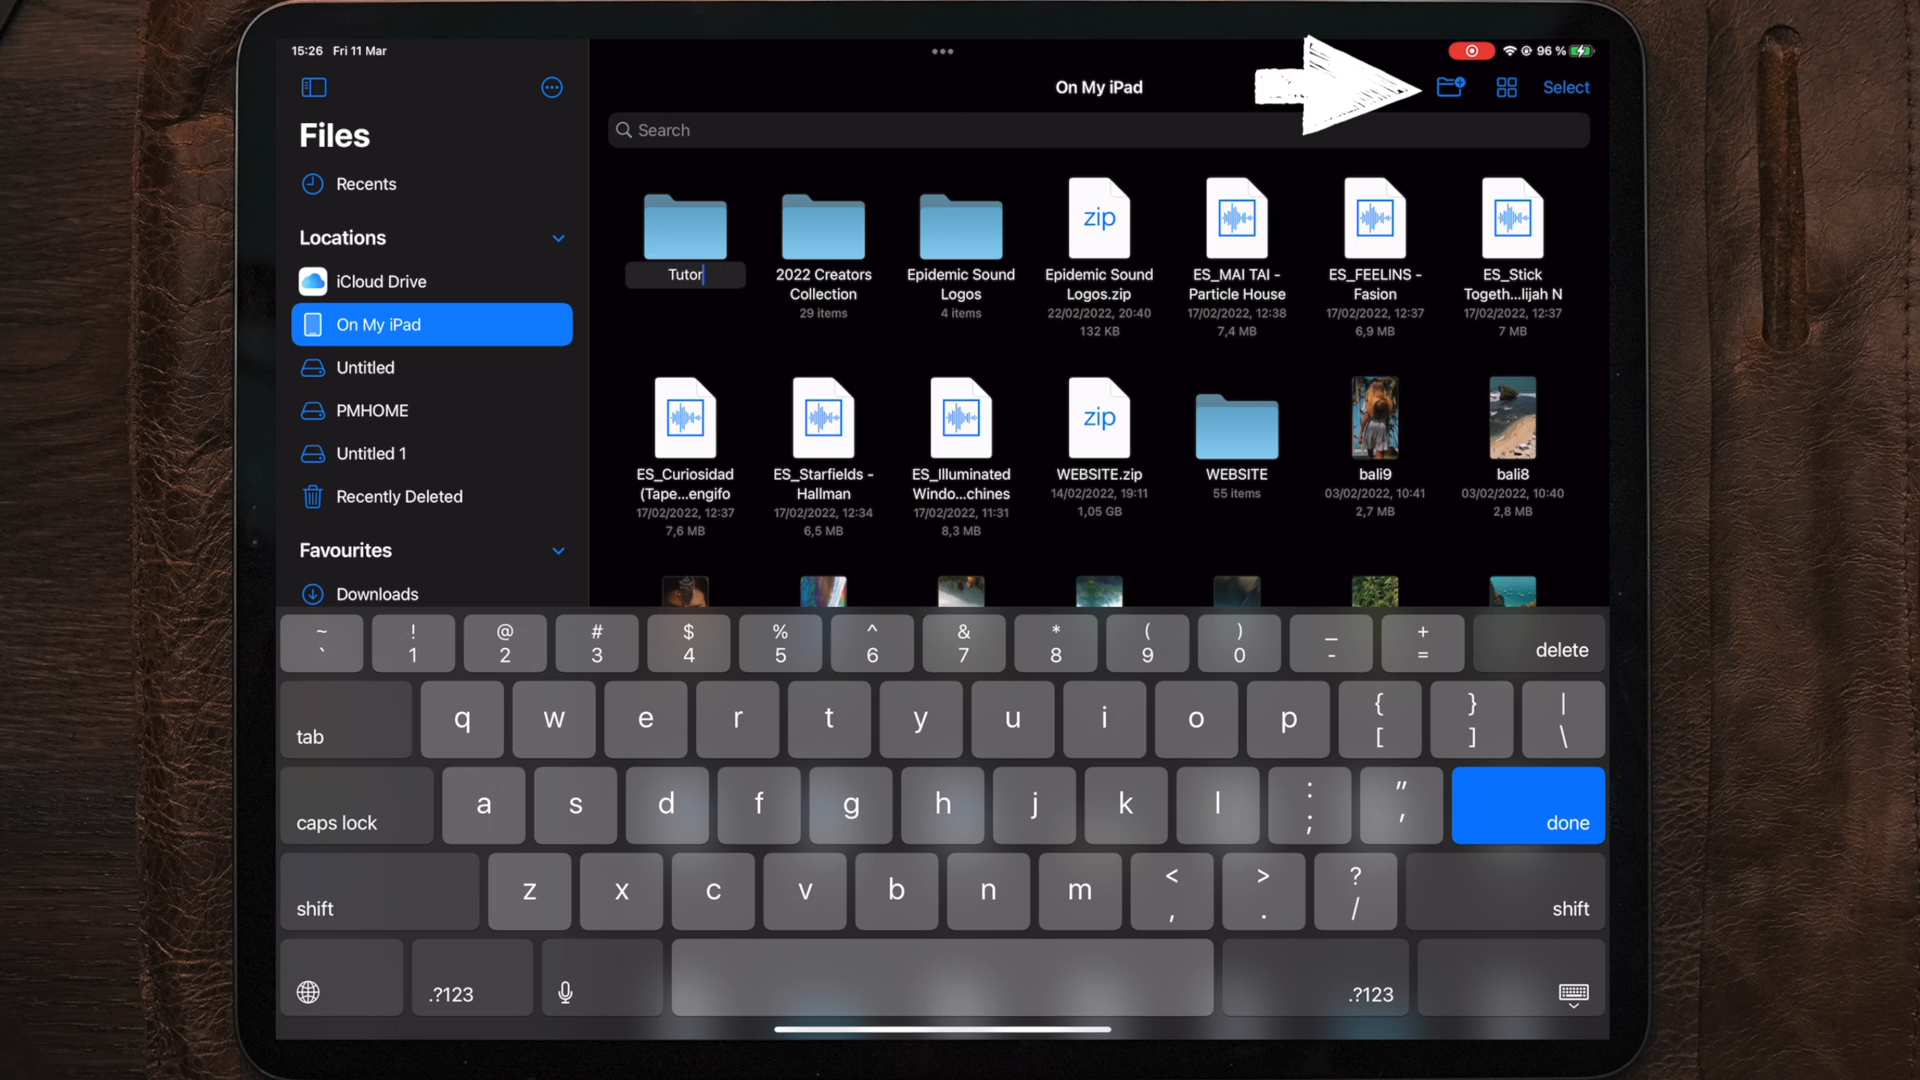 15:26 Fri 11 Mar
96 %
On My iPad
Select
Files
Search
Recents
Locations
iCloud Drive
On My iPad
Untitled
PMHOME
Untitled 1
Recently Deleted
Favourites
Downloads
Tutor
2022 Creators
Collection
29 items
Epidemic Sound
Logos
4 items
zip
Epidemic Sound
Logos.zip
22/02/2022, 20:40
132 KB
ES_MAI TAI -
Particle House
17/02/2022, 12:38
7,4 MB
ES_FEELINS -
Fasion
17/02/2022, 12:37
6,9 MB
ES_Stick
Togeth...lijah N
17/02/2022, 12:37
7 MB
ES_Curiosidad
(Tape...engifo
17/02/2022, 12:37
7,6 MB
ES_Starfields -
Hallman
17/02/2022, 12:34
6,5 MB
ES_Illuminated
Windo...chines
17/02/2022, 11:31
8,3 MB
zip
WEBSITE.zip
14/02/2022, 19:11
1,05 GB
WEBSITE
55 items
bali9
03/02/2022, 10:41
2,7 MB
bali8
03/02/2022, 10:40
2,8 MB
~ ! @ # $ % ^ & * ( ) _ +
` 1 2 3 4 5 6 7 8 9 0 - = delete
tab q w e r t y u i o p { [ } ] | \
caps lock a s d f g h j k l : ; " ' done
shift z x c v b n m < , > . ? / shift
.?123 .?123